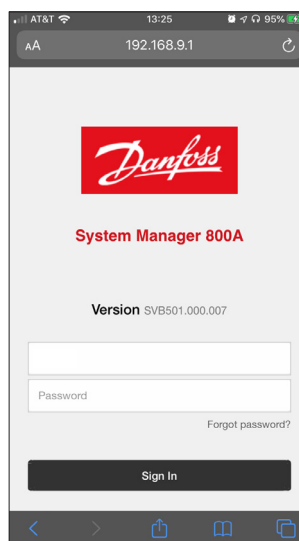 AT&T 13:25 95%
AA 192.168.9.1
Danfoss
System Manager 800A
Version SVB501.000.007
Password
Forgot password?
Sign In